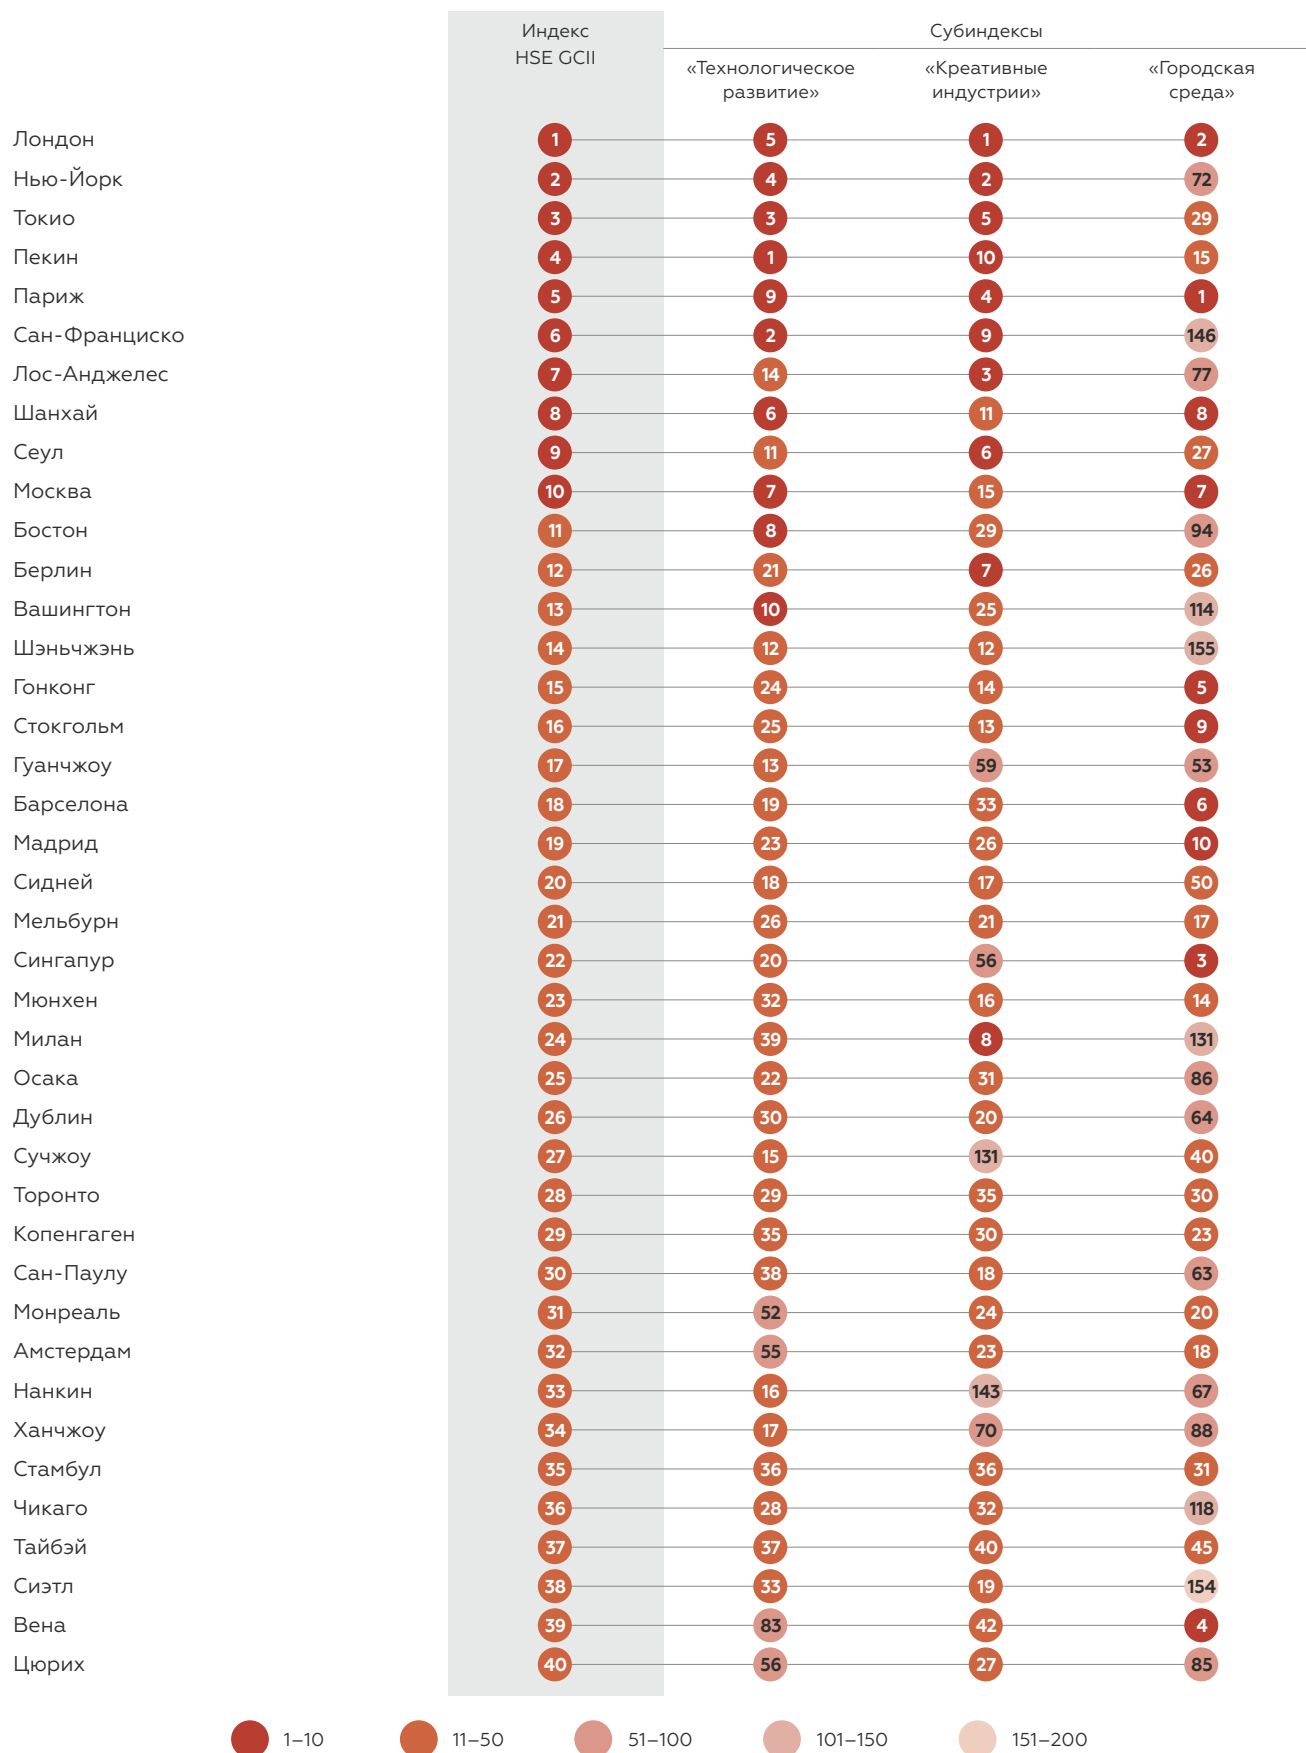 Индекс
HSE GCII
Субиндексы
«Технологическое
развитие»
«Креативные
индустрии»
«Городская
среда»
Лондон 1 5 1 2
Нью-Йорк 2 4 2 72
Токио 3 3 5 29
Пекин 4 1 10 15
Париж 5 9 4 1
Сан-Франциско 6 2 9 146
Лос-Анджелес 7 14 3 77
Шанхай 8 6 11 8
Сеул 9 11 6 27
Москва 10 7 15 7
Бостон 11 8 29 94
Берлин 12 21 7 26
Вашингтон 13 10 25 114
Шэньчжэнь 14 12 12 155
Гонконг 15 24 14 5
Стокгольм 16 25 13 9
Гуанчжоу 17 13 59 53
Барселона 18 19 33 6
Мадрид 19 23 26 10
Сидней 20 18 17 50
Мельбурн 21 26 21 17
Сингапур 22 20 56 3
Мюнхен 23 32 16 14
Милан 24 39 8 131
Осака 25 22 31 86
Дублин 26 30 20 64
Сучжоу 27 15 131 40
Торонто 28 29 35 30
Копенгаген 29 35 30 23
Сан-Паулу 30 38 18 63
Монреаль 31 52 24 20
Амстердам 32 55 23 18
Нанкин 33 16 143 67
Ханчжоу 34 17 70 88
Стамбул 35 36 36 31
Чикаго 36 28 32 118
Тайбэй 37 37 40 45
Сиэтл 38 33 19 154
Вена 39 83 42 4
Цюрих 40 56 27 85
1–10 11–50 51–100 101–150 151–200